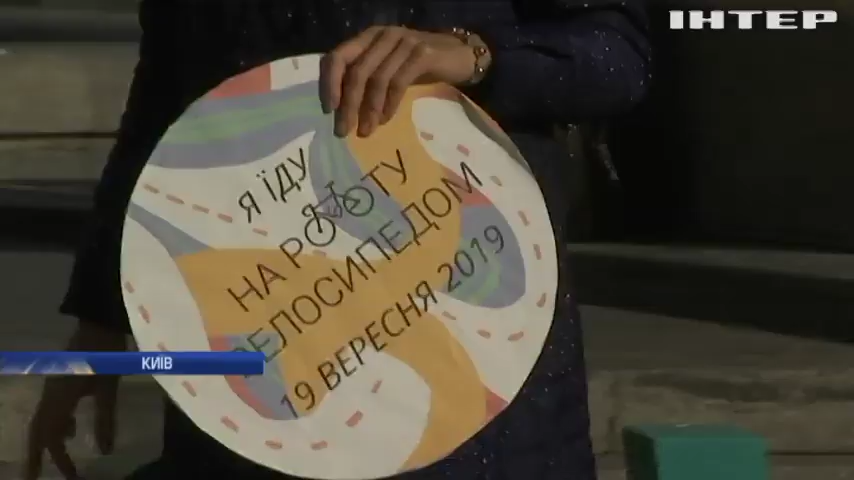 ІНТЕР
Я ЇДУ
НА РОБОТУ
ВЕЛОСИПЕДОМ
19 ВЕРЕСНЯ 2019
КИЇВ